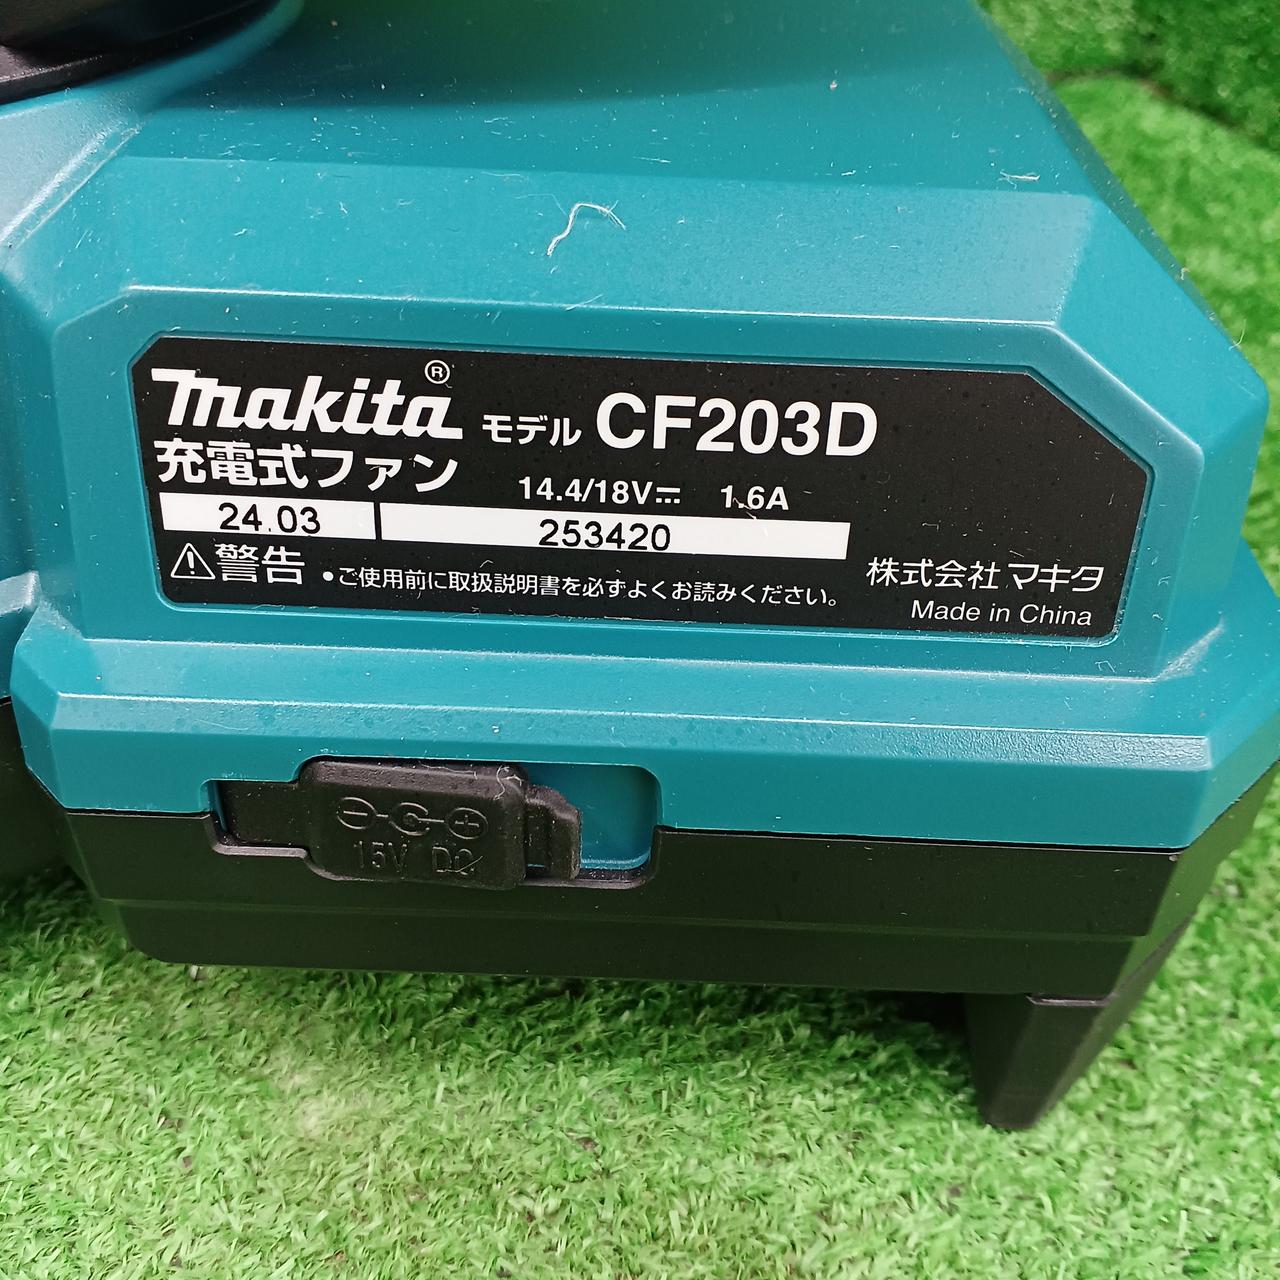 makita® モデル CF203D
充電式ファン 14.4/18V⎓ 1.6A
24.03 253420
⚠警告 •ご使用前に取扱説明書を必ずよくお読みください。
株式会社 マキタ
Made in China
15V DC